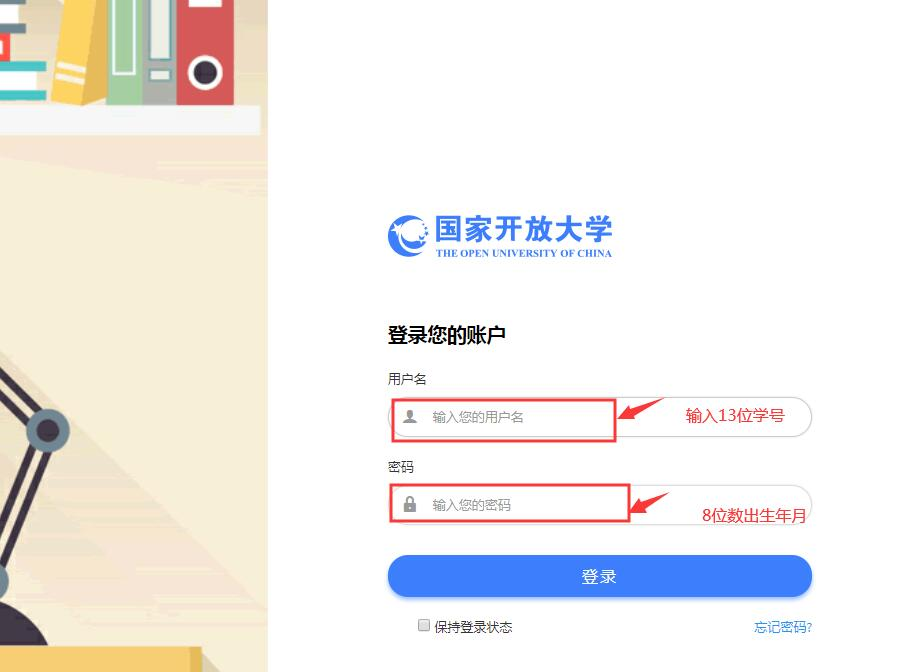 国家开放大学
THE OPEN UNIVERSITY OF CHINA
登录您的账户
用户名
输入您的用户名
输入13位学号
密码
输入您的密码
8位数出生年月
登录
保持登录状态
忘记密码?